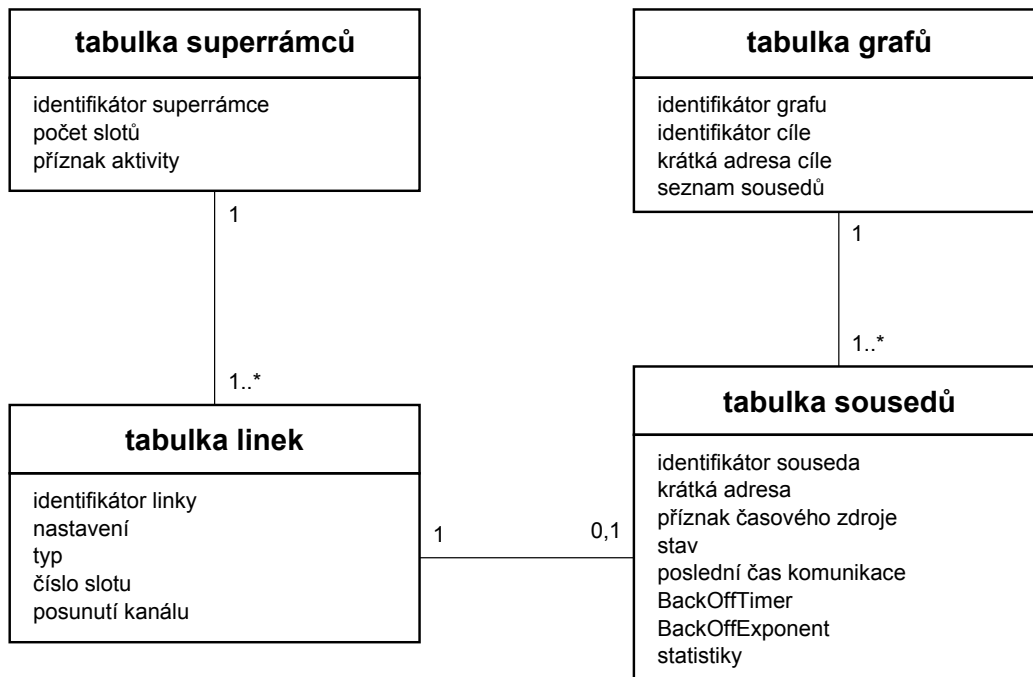 tabulka superrámců
identifikátor superrámce
počet slotů
příznak aktivity
1
1..*
tabulka linek
identifikátor linky
nastavení
typ
číslo slotu
posunutí kanálu
1
0,1
tabulka grafů
identifikátor grafu
identifikátor cíle
krátká adresa cíle
seznam sousedů
1
1..*
tabulka sousedů
identifikátor souseda
krátká adresa
příznak časového zdroje
stav
poslední čas komunikace
BackOffTimer
BackOffExponent
statistiky